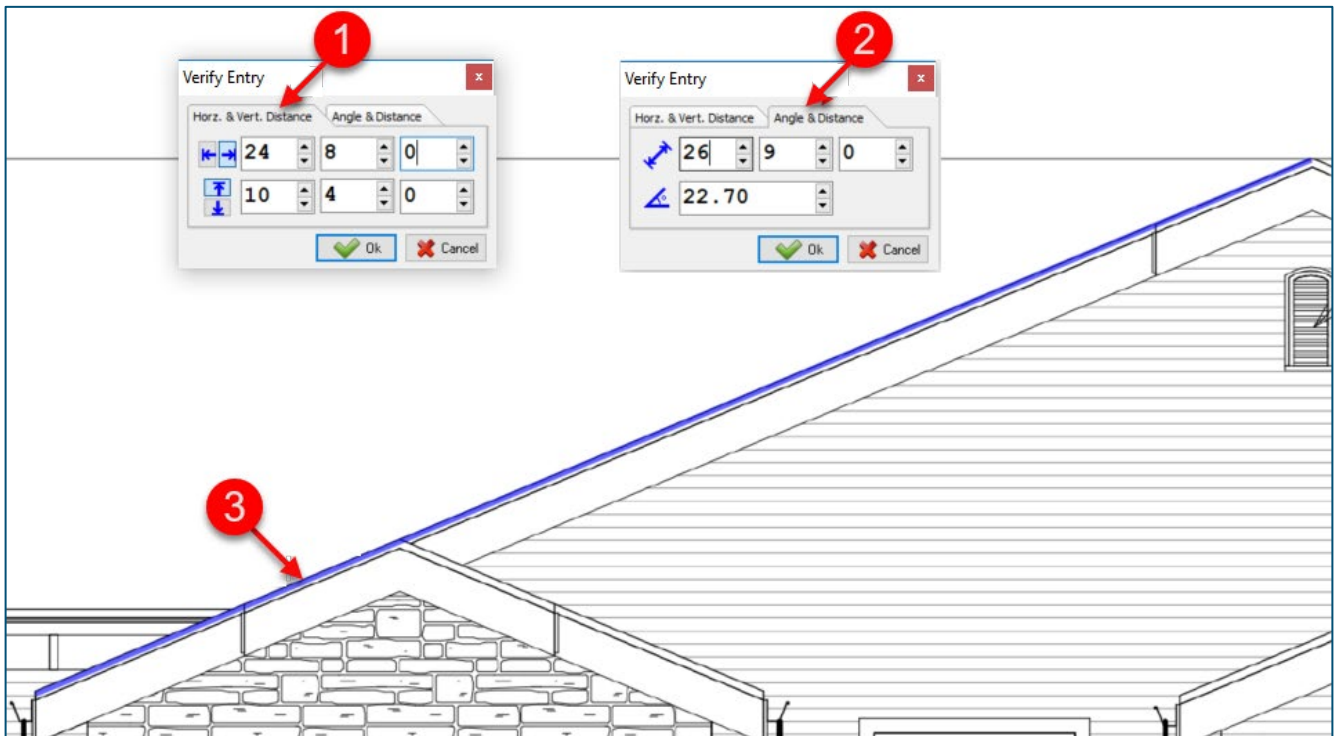 1
2
Verify Entry x
Horz. & Vert. Distance Angle & Distance
24 8 0
10 4 0
Ok Cancel
Verify Entry x
Horz. & Vert. Distance Angle & Distance
26 9 0
22.70
Ok Cancel
3